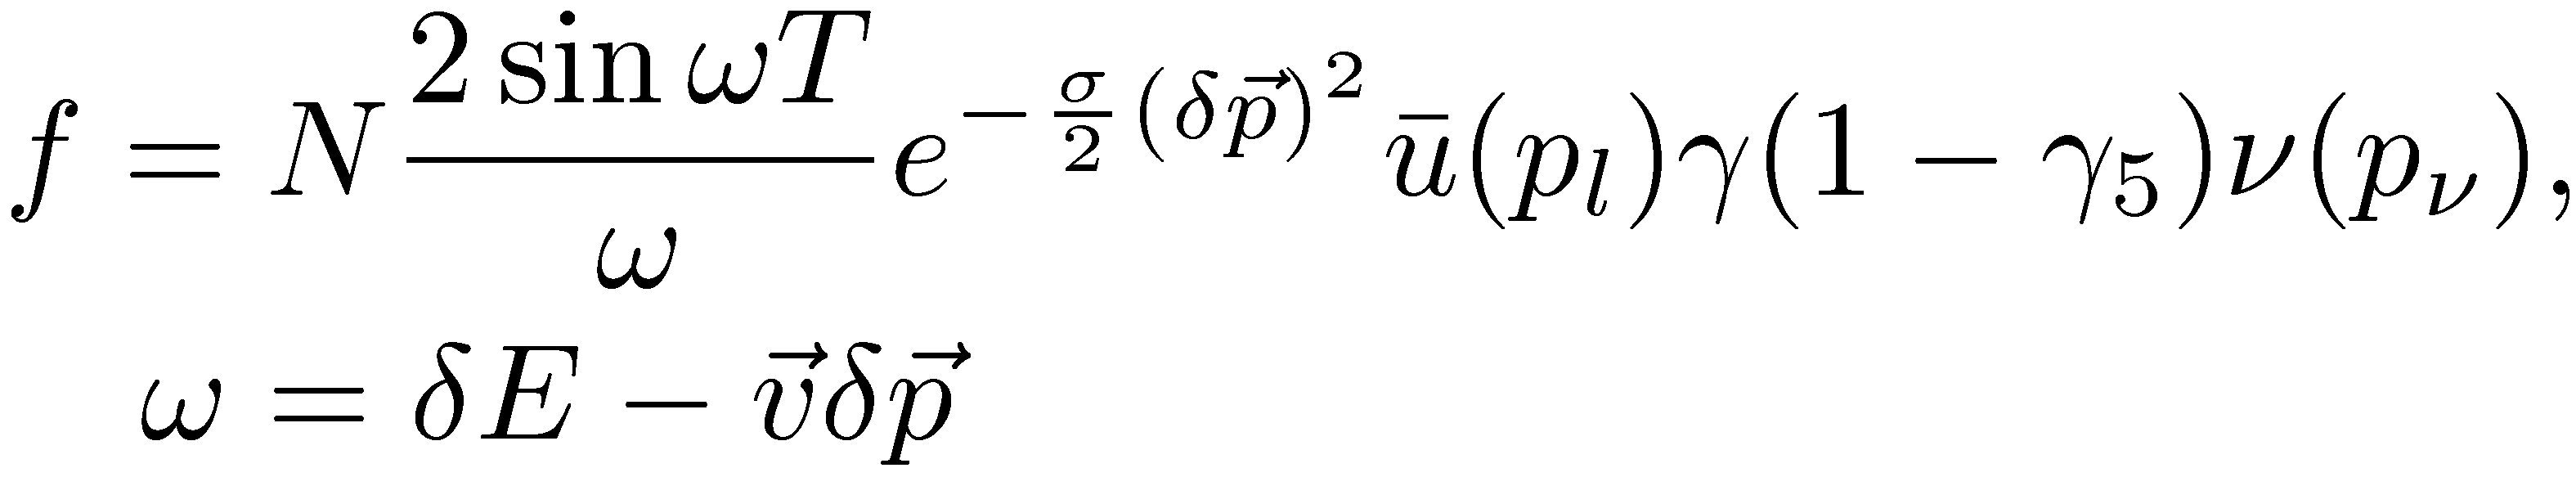 f = N \frac{2 \sin \omega T}{\omega} e^{-\frac{\sigma}{2}(\delta \vec{p})^2} \bar{u}(p_l) \gamma (1 - \gamma_5) \nu(p_\nu),
\omega = \delta E - \vec{v} \delta \vec{p}